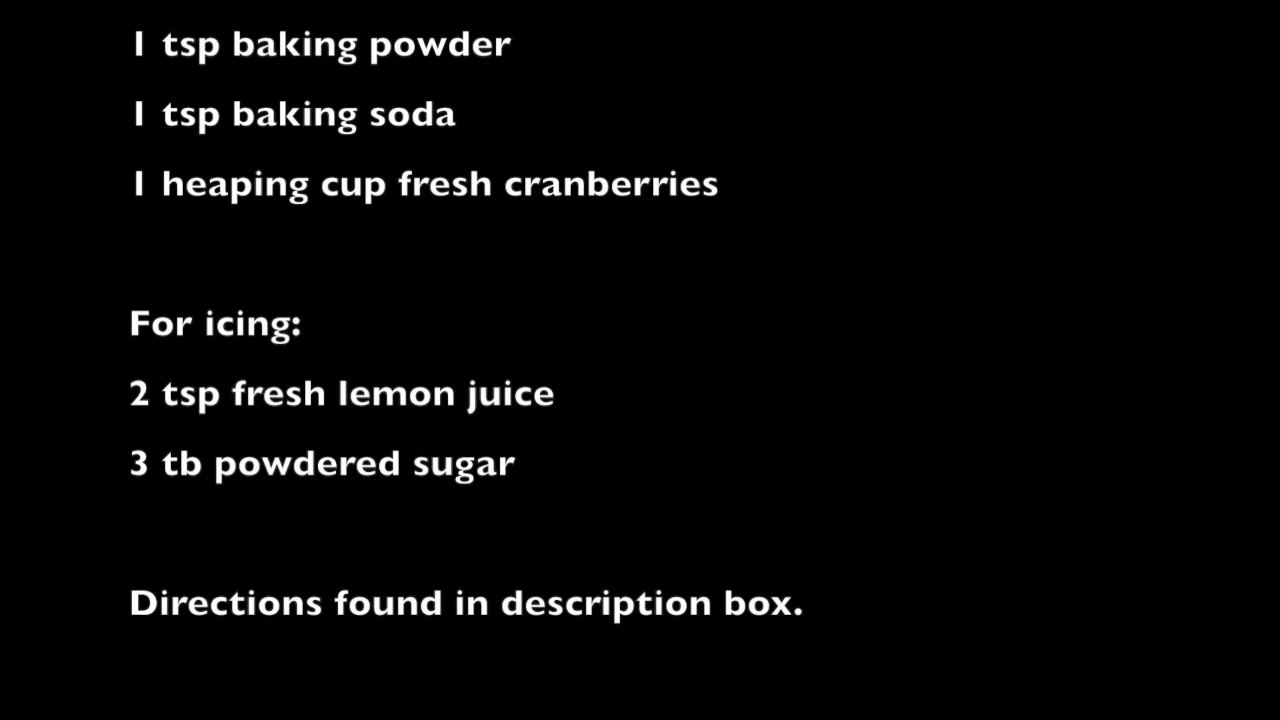 1 tsp baking powder
1 tsp baking soda
1 heaping cup fresh cranberries
For icing:
2 tsp fresh lemon juice
3 tb powdered sugar
Directions found in description box.